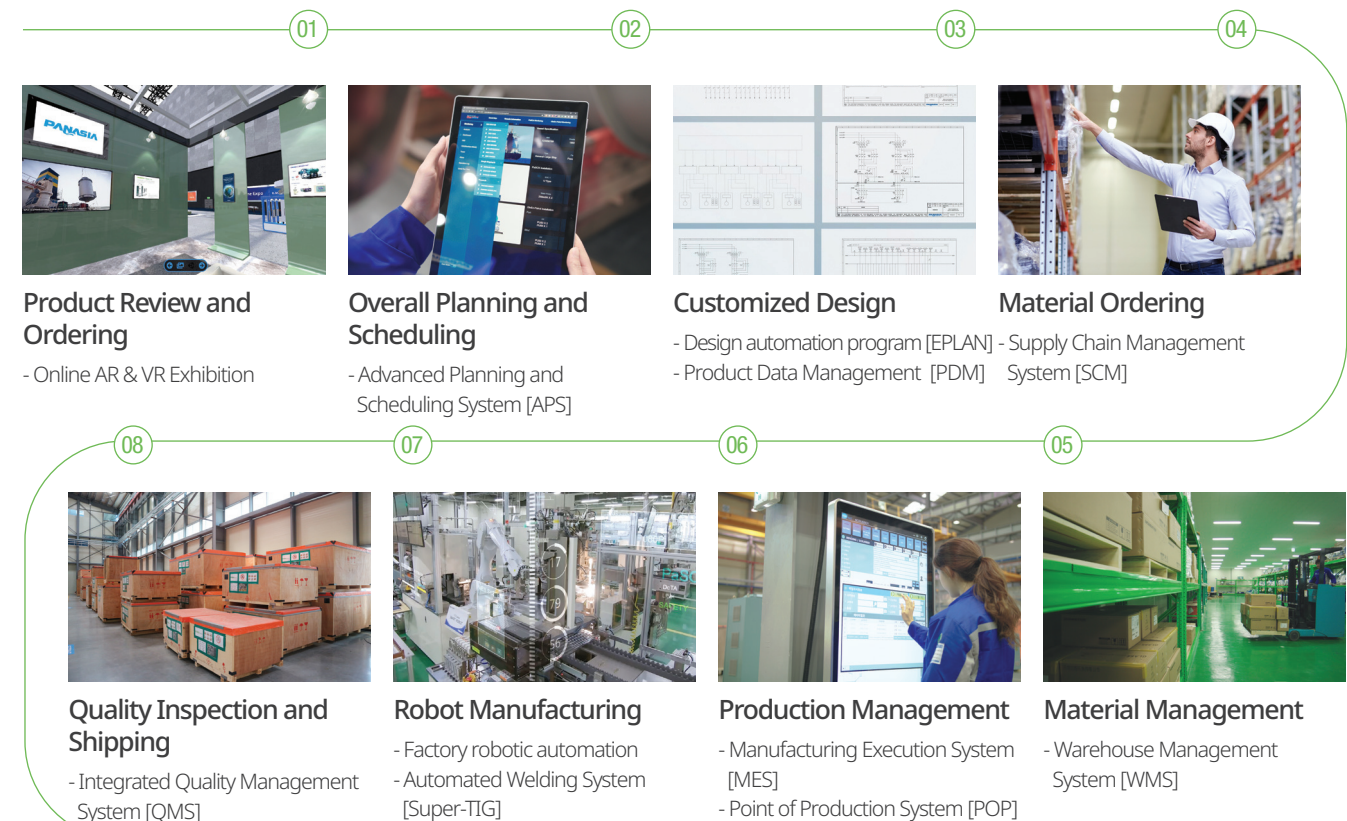 01
02
03
04
PANASIA
Product Review and
Ordering
- Online AR & VR Exhibition
Overall Planning and
Scheduling
- Advanced Planning and
Scheduling System [APS]
Customized Design
- Design automation program [EPLAN]
- Product Data Management [PDM]
Material Ordering
- Supply Chain Management
System [SCM]
08
07
06
05
Quality Inspection and
Shipping
- Integrated Quality Management
System [QMS]
Robot Manufacturing
- Factory robotic automation
- Automated Welding System
[Super-TIG]
Production Management
- Manufacturing Execution System
[MES]
- Point of Production System [POP]
Material Management
- Warehouse Management
System [WMS]